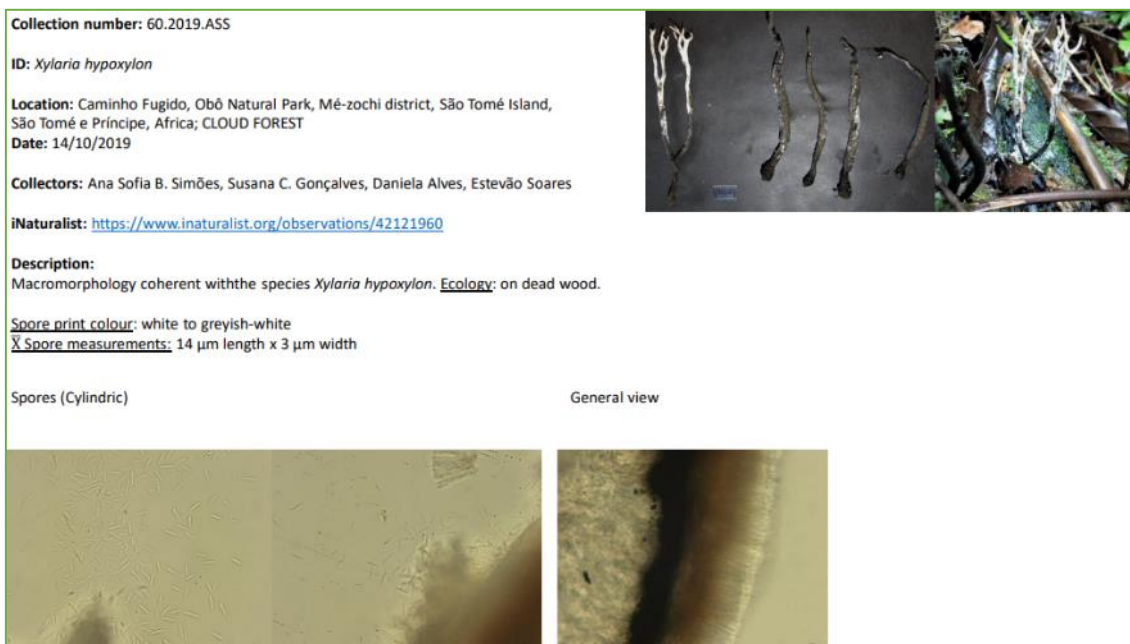 Collection number: 60.2019.ASS
ID: Xylaria hypoxylon
Location: Caminho Fugido, Obô Natural Park, Mé-zochi district, São Tomé Island,
São Tomé e Príncipe, Africa; CLOUD FOREST
Date: 14/10/2019
Collectors: Ana Sofia B. Simões, Susana C. Gonçalves, Daniela Alves, Estevão Soares
iNaturalist: https://www.inaturalist.org/observations/42121960
Description:
Macromorphology coherent withthe species Xylaria hypoxylon. Ecology: on dead wood.
Spore print colour: white to greyish-white
X̅ Spore measurements: 14 µm length x 3 µm width
Spores (Cylindric) General view